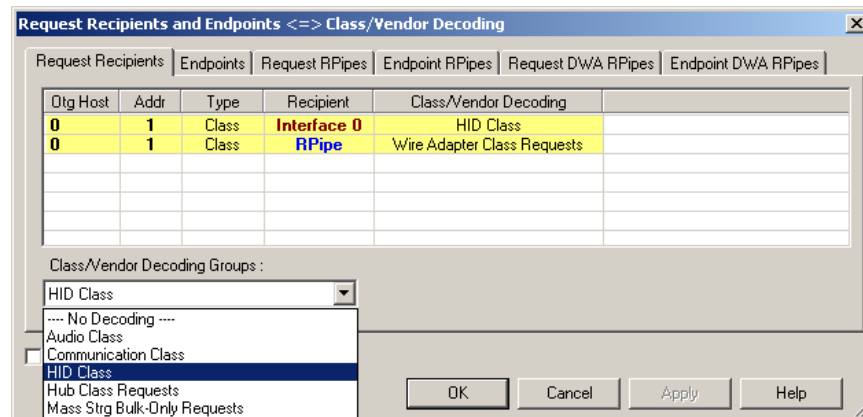 Request Recipients and Endpoints <=> Class/Vendor Decoding
Request Recipients Endpoints Request RPipes Endpoint RPipes Request DWA RPipes Endpoint DWA RPipes
Otg Host Addr Type Recipient Class/Vendor Decoding
0 1 Class Interface 0 HID Class
0 1 Class RPipe Wire Adapter Class Requests
Class/Vendor Decoding Groups :
HID Class
---- No Decoding ----
Audio Class
Communication Class
HID Class
Hub Class Requests
Mass Strg Bulk-Only Requests
OK Cancel Apply Help